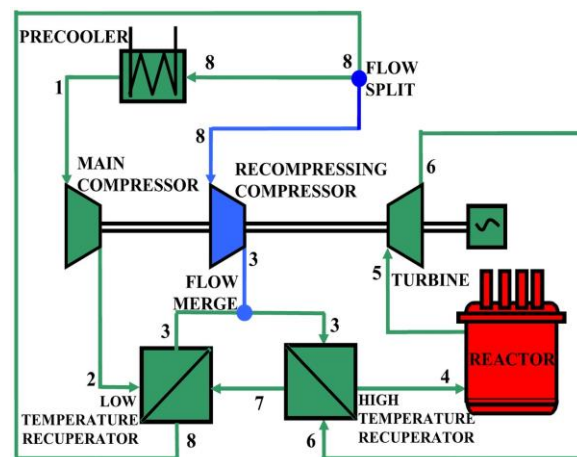 PRECOOLER
8
8
FLOW
SPLIT
1
8
6
MAIN
COMPRESSOR
RECOMPRESSING
COMPRESSOR
3
5
TURBINE
FLOW
MERGE
3
3
REACTOR
2
LOW
TEMPERATURE
RECUPERATOR
7
4
HIGH
TEMPERATURE
RECUPERATOR
8
6